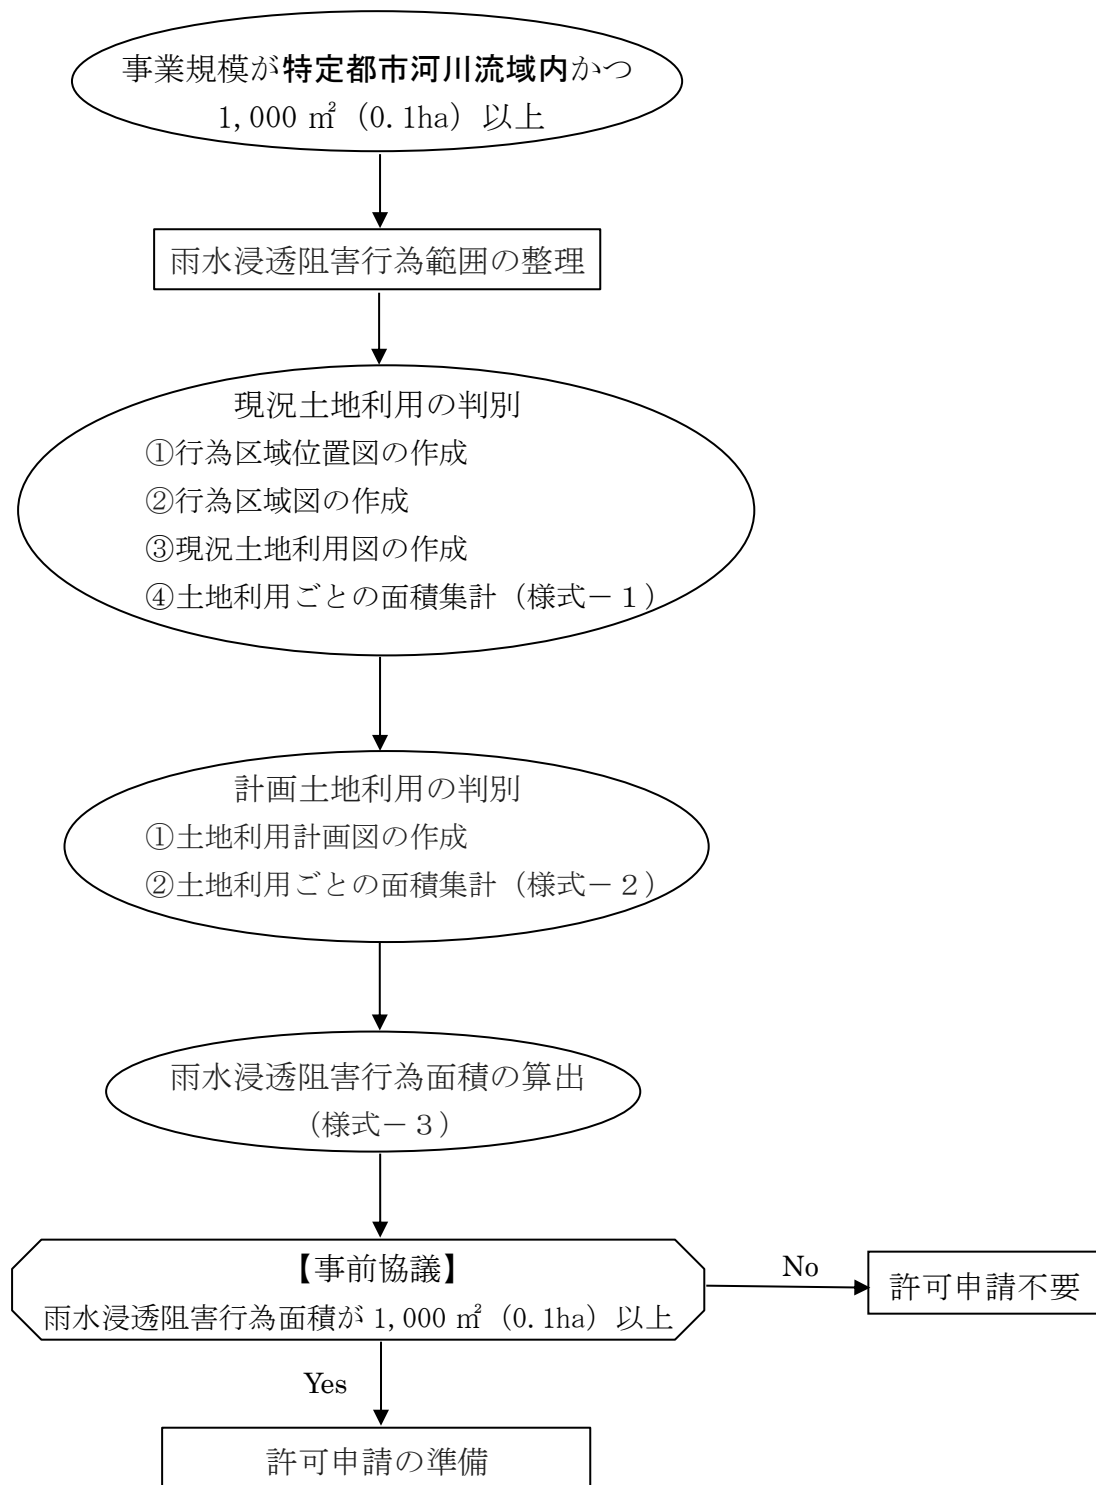 事業規模が特定都市河川流域内かつ
1,000 ㎡（0.1ha）以上
雨水浸透阻害行為範囲の整理
現況土地利用の判別
①行為区域位置図の作成
②行為区域図の作成
③現況土地利用図の作成
④土地利用ごとの面積集計（様式－１）
計画土地利用の判別
①土地利用計画図の作成
②土地利用ごとの面積集計（様式－２）
雨水浸透阻害行為面積の算出
（様式－３）
【事前協議】
雨水浸透阻害行為面積が 1,000 ㎡（0.1ha）以上
No
許可申請不要
Yes
許可申請の準備